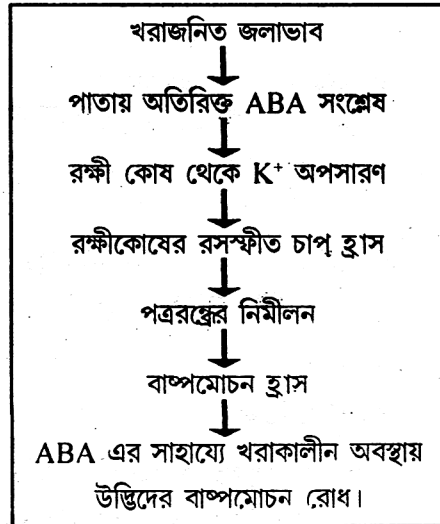 খরাজনিত জলাভাব
পাতায় অতিরিক্ত ABA সংশ্লেষ
রক্ষী কোষ থেকে K⁺ অপসারণ
রক্ষীকোষের রসস্ফীত চাপ হ্রাস
পত্ররন্ধ্রের নিমীলন
বাষ্পমোচন হ্রাস
ABA এর সাহায্যে খরাকালীন অবস্থায়
উদ্ভিদের বাষ্পমোচন রোধ।